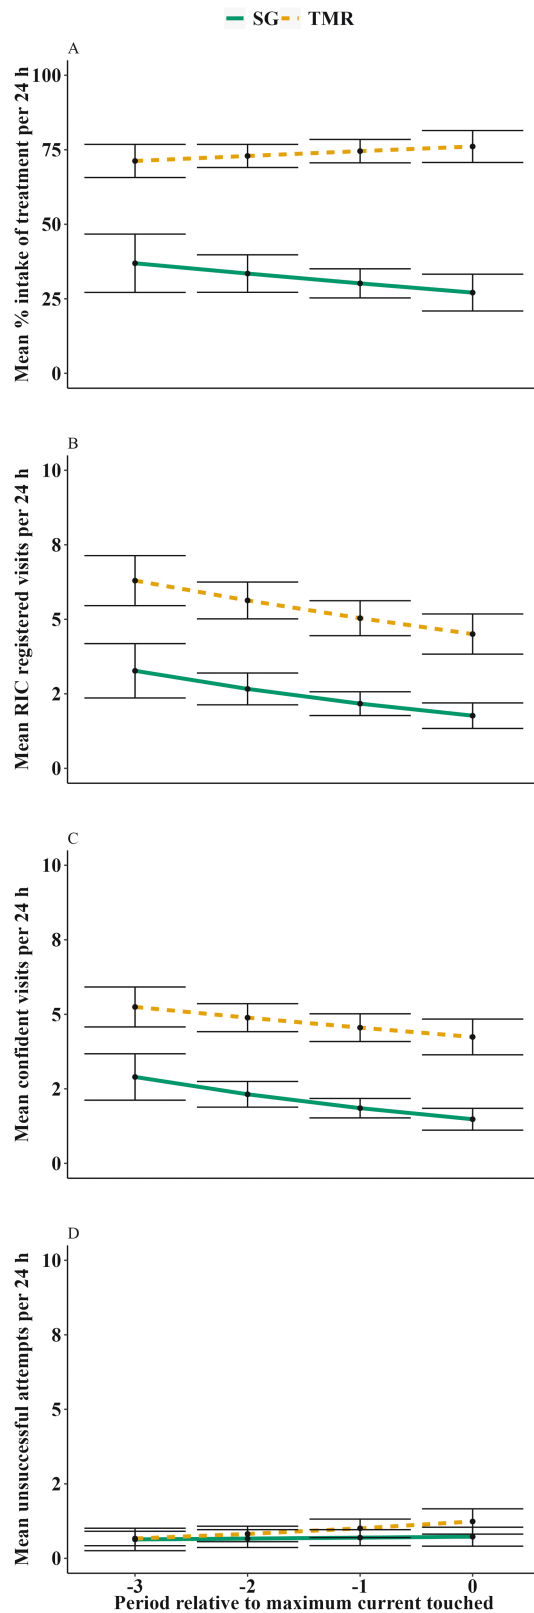 SG TMR
A
Mean % intake of treatment per 24 h
100
75
50
25
0
B
Mean RIC registered visits per 24 h
10
8
5
2
0
C
Mean confident visits per 24 h
10
8
5
2
0
D
Mean unsuccessful attempts per 24 h
10
8
5
2
0
-3 -2 -1 0
Period relative to maximum current touched